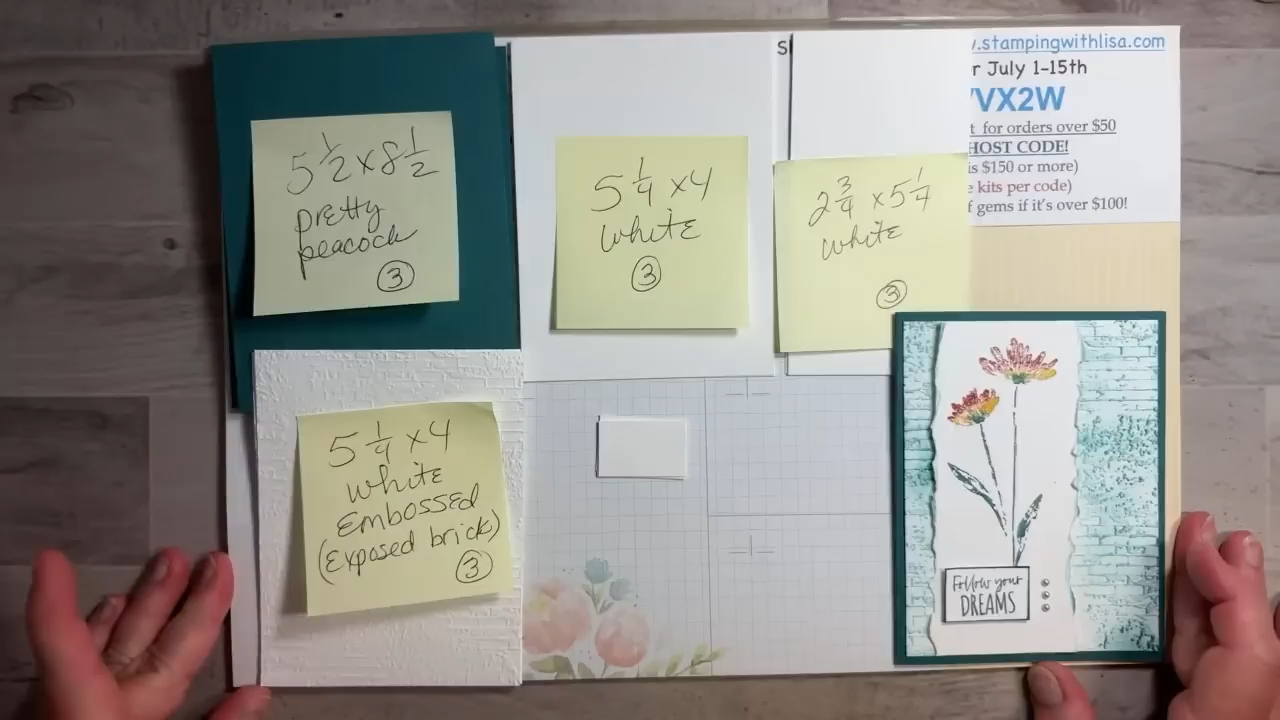 5 1/2 x 8 1/2
pretty
peacock
3
5 1/4 x 4
white
3
2 3/4 x 5 1/4
white
3
.stampingwithlisa.com
r July 1-15th
VX2W
t for orders over $50
HOST CODE!
is $150 or more)
kits per code)
f gems if it's over $100!
5 1/4 x 4
white
Embossed
(Exposed brick)
3
Follow your
DREAMS